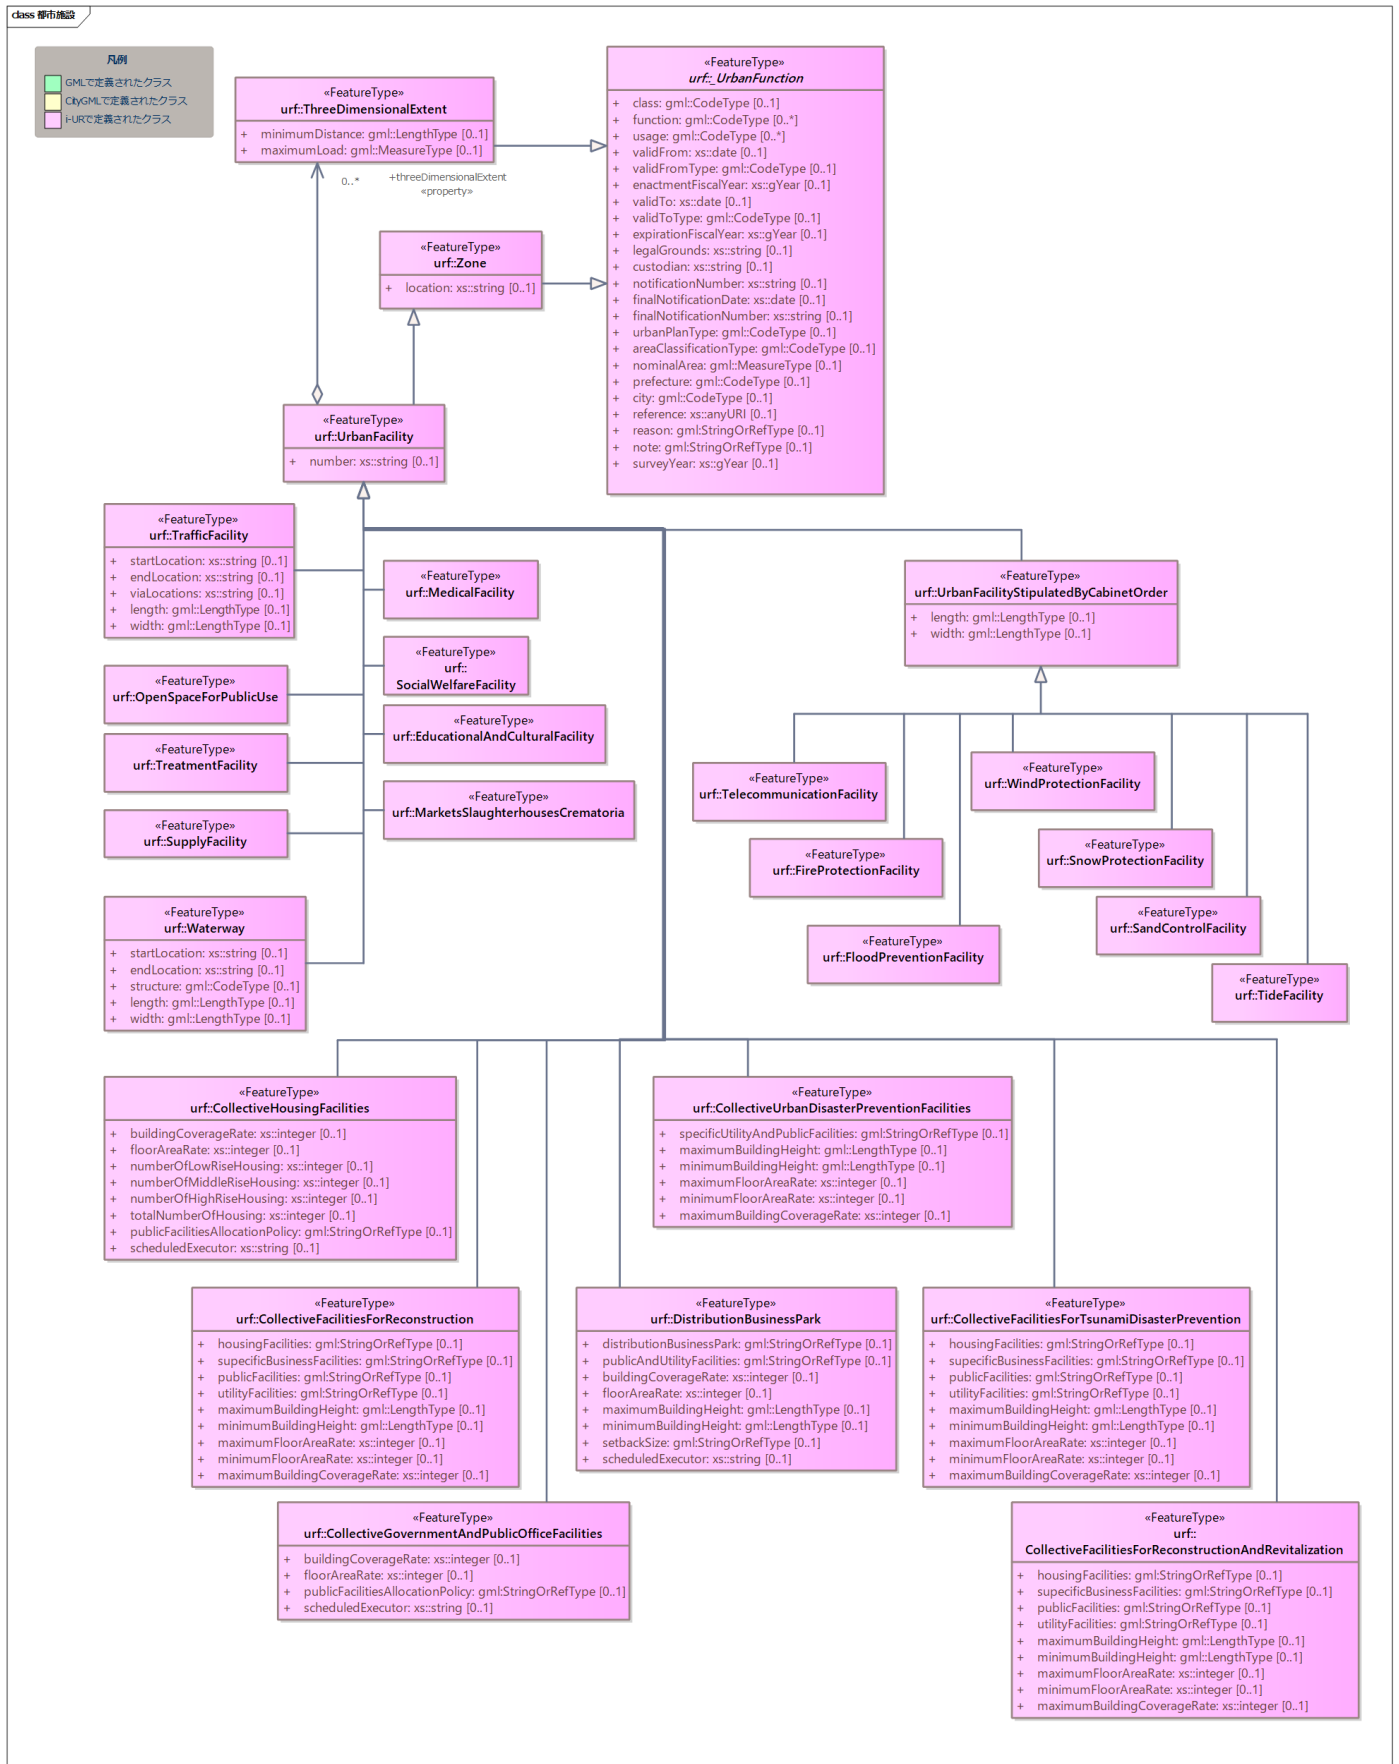 class 都市施設
凡例
GMLで定義されたクラス
CityGMLで定義されたクラス
i-URで定義されたクラス
«FeatureType»
urf::ThreeDimensionalExtent
+ minimumDistance: gml::LengthType [0..1]
+ maximumLoad: gml::MeasureType [0..1]
0..*
+threeDimensionalExtent
«property»
«FeatureType»
urf::_UrbanFunction
+ class: gml::CodeType [0..1]
+ function: gml::CodeType [0..*]
+ usage: gml::CodeType [0..*]
+ validFrom: xs::date [0..1]
+ validFromType: gml::CodeType [0..1]
+ enactmentFiscalYear: xs::gYear [0..1]
+ validTo: xs::date [0..1]
+ validToType: gml::CodeType [0..1]
+ expirationFiscalYear: xs::gYear [0..1]
+ legalGrounds: xs::string [0..1]
+ custodian: xs::string [0..1]
+ notificationNumber: xs::string [0..1]
+ finalNotificationDate: xs::date [0..1]
+ finalNotificationNumber: xs::string [0..1]
+ urbanPlanType: gml::CodeType [0..1]
+ areaClassificationType: gml::CodeType [0..1]
+ nominalArea: gml::MeasureType [0..1]
+ prefecture: gml::CodeType [0..1]
+ city: gml::CodeType [0..1]
+ reference: xs::anyURI [0..1]
+ reason: gml:StringOrRefType [0..1]
+ note: gml:StringOrRefType [0..1]
+ surveyYear: xs::gYear [0..1]
«FeatureType»
urf::Zone
+ location: xs::string [0..1]
«FeatureType»
urf::UrbanFacility
+ number: xs::string [0..1]
«FeatureType»
urf::TrafficFacility
+ startLocation: xs::string [0..1]
+ endLocation: xs::string [0..1]
+ viaLocations: xs::string [0..1]
+ length: gml::LengthType [0..1]
+ width: gml::LengthType [0..1]
«FeatureType»
urf::MedicalFacility
«FeatureType»
urf::UrbanFacilityStipulatedByCabinetOrder
+ length: gml::LengthType [0..1]
+ width: gml::LengthType [0..1]
«FeatureType»
urf::
SocialWelfareFacility
«FeatureType»
urf::OpenSpaceForPublicUse
«FeatureType»
urf::EducationalAndCulturalFacility
«FeatureType»
urf::TreatmentFacility
«FeatureType»
urf::MarketsSlaughterhousesCrematoria
«FeatureType»
urf::SupplyFacility
«FeatureType»
urf::WindProtectionFacility
«FeatureType»
urf::TelecommunicationFacility
«FeatureType»
urf::SnowProtectionFacility
«FeatureType»
urf::FireProtectionFacility
«FeatureType»
urf::SandControlFacility
«FeatureType»
urf::FloodPreventionFacility
«FeatureType»
urf::TideFacility
«FeatureType»
urf::Waterway
+ startLocation: xs::string [0..1]
+ endLocation: xs::string [0..1]
+ structure: gml::CodeType [0..1]
+ length: gml::LengthType [0..1]
+ width: gml::LengthType [0..1]
«FeatureType»
urf::CollectiveHousingFacilities
+ buildingCoverageRate: xs::integer [0..1]
+ floorAreaRate: xs::integer [0..1]
+ numberOfLowRiseHousing: xs::integer [0..1]
+ numberOfMiddleRiseHousing: xs::integer [0..1]
+ numberOfHighRiseHousing: xs::integer [0..1]
+ totalNumberOfHousing: xs::integer [0..1]
+ publicFacilitiesAllocationPolicy: gml:StringOrRefType [0..1]
+ scheduledExecutor: xs::string [0..1]
«FeatureType»
urf::CollectiveUrbanDisasterPreventionFacilities
+ specificUtilityAndPublicFacilities: gml:StringOrRefType [0..1]
+ maximumBuildingHeight: gml::LengthType [0..1]
+ minimumBuildingHeight: gml::LengthType [0..1]
+ maximumFloorAreaRate: xs::integer [0..1]
+ minimumFloorAreaRate: xs::integer [0..1]
+ maximumBuildingCoverageRate: xs::integer [0..1]
«FeatureType»
urf::CollectiveFacilitiesForReconstruction
+ housingFacilities: gml:StringOrRefType [0..1]
+ supecificBusinessFacilities: gml:StringOrRefType [0..1]
+ publicFacilities: gml:StringOrRefType [0..1]
+ utilityFacilities: gml:StringOrRefType [0..1]
+ maximumBuildingHeight: gml::LengthType [0..1]
+ minimumBuildingHeight: gml::LengthType [0..1]
+ maximumFloorAreaRate: xs::integer [0..1]
+ minimumFloorAreaRate: xs::integer [0..1]
+ maximumBuildingCoverageRate: xs::integer [0..1]
«FeatureType»
urf::DistributionBusinessPark
+ distributionBusinessPark: gml:StringOrRefType [0..1]
+ publicAndUtilityFacilities: gml:StringOrRefType [0..1]
+ buildingCoverageRate: xs::integer [0..1]
+ floorAreaRate: xs::integer [0..1]
+ maximumBuildingHeight: gml::LengthType [0..1]
+ minimumBuildingHeight: gml::LengthType [0..1]
+ setbackSize: gml:StringOrRefType [0..1]
+ scheduledExecutor: xs::string [0..1]
«FeatureType»
urf::CollectiveFacilitiesForTsunamiDisasterPrevention
+ housingFacilities: gml:StringOrRefType [0..1]
+ supecificBusinessFacilities: gml:StringOrRefType [0..1]
+ publicFacilities: gml:StringOrRefType [0..1]
+ utilityFacilities: gml:StringOrRefType [0..1]
+ maximumBuildingHeight: gml::LengthType [0..1]
+ minimumBuildingHeight: gml::LengthType [0..1]
+ maximumFloorAreaRate: xs::integer [0..1]
+ minimumFloorAreaRate: xs::integer [0..1]
+ maximumBuildingCoverageRate: xs::integer [0..1]
«FeatureType»
urf::CollectiveGovernmentAndPublicOfficeFacilities
+ buildingCoverageRate: xs::integer [0..1]
+ floorAreaRate: xs::integer [0..1]
+ publicFacilitiesAllocationPolicy: gml:StringOrRefType [0..1]
+ scheduledExecutor: xs::string [0..1]
«FeatureType»
urf::
CollectiveFacilitiesForReconstructionAndRevitalization
+ housingFacilities: gml:StringOrRefType [0..1]
+ supecificBusinessFacilities: gml:StringOrRefType [0..1]
+ publicFacilities: gml:StringOrRefType [0..1]
+ utilityFacilities: gml:StringOrRefType [0..1]
+ maximumBuildingHeight: gml::LengthType [0..1]
+ minimumBuildingHeight: gml::LengthType [0..1]
+ maximumFloorAreaRate: xs::integer [0..1]
+ minimumFloorAreaRate: xs::integer [0..1]
+ maximumBuildingCoverageRate: xs::integer [0..1]